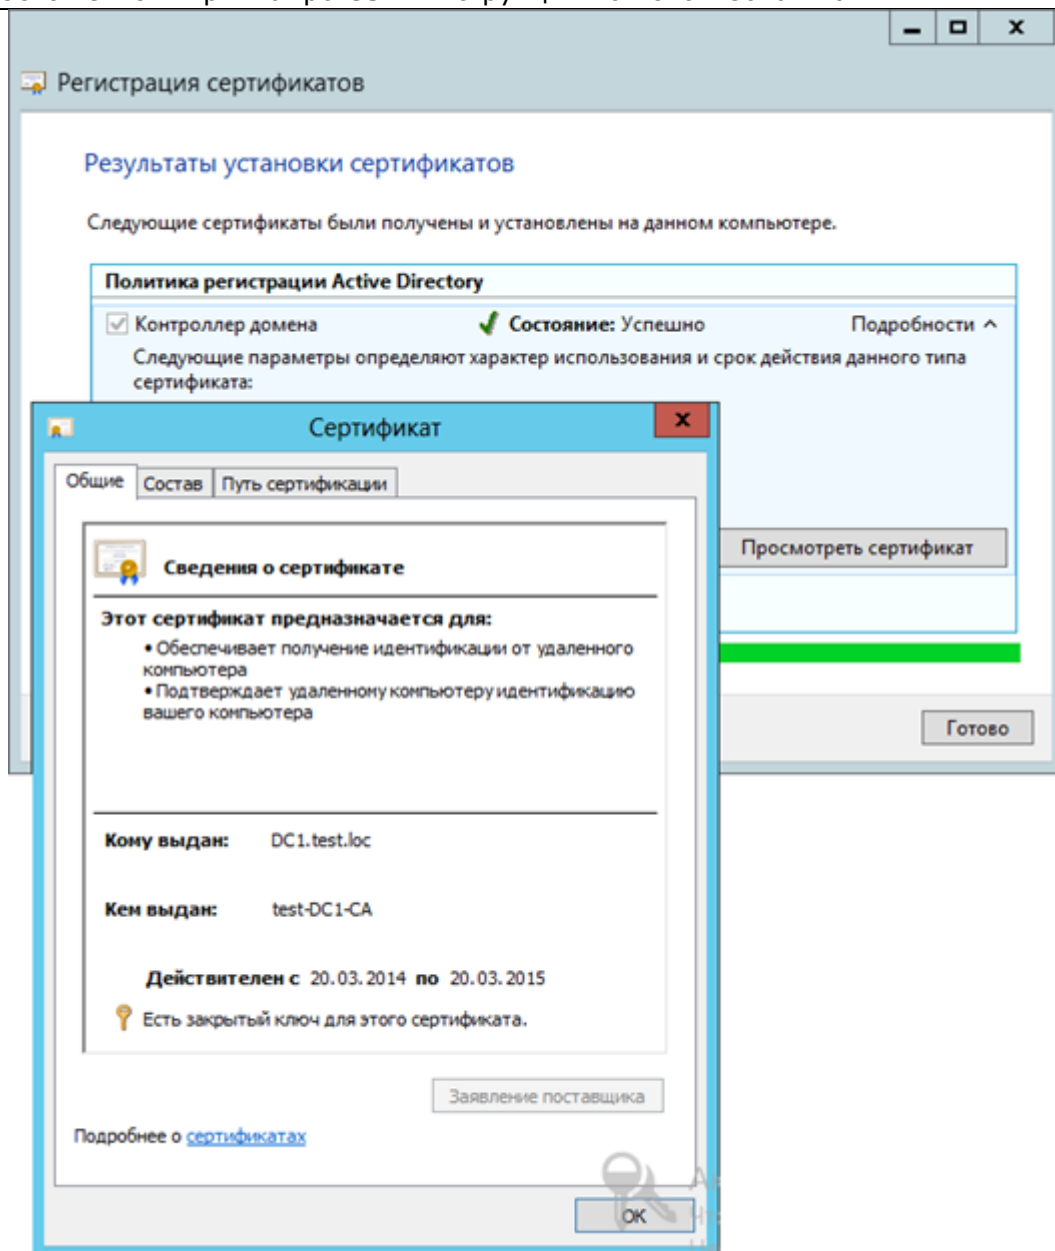 Регистрация сертификатов
Результаты установки сертификатов
Следующие сертификаты были получены и установлены на данном компьютере.
Политика регистрации Active Directory
Контроллер домена Состояние: Успешно Подробности
Следующие параметры определяют характер использования и срок действия данного типа
сертификата:
Просмотреть сертификат
Готово
Сертификат
Общие Состав Путь сертификации
Сведения о сертификате
Этот сертификат предназначается для:
• Обеспечивает получение идентификации от удаленного
компьютера
• Подтверждает удаленному компьютеру идентификацию
вашего компьютера
Кому выдан: DC1.test.loc
Кем выдан: test-DC1-CA
Действителен с 20.03.2014 по 20.03.2015
Есть закрытый ключ для этого сертификата.
Заявление поставщика
Подробнее о сертификатах
OK